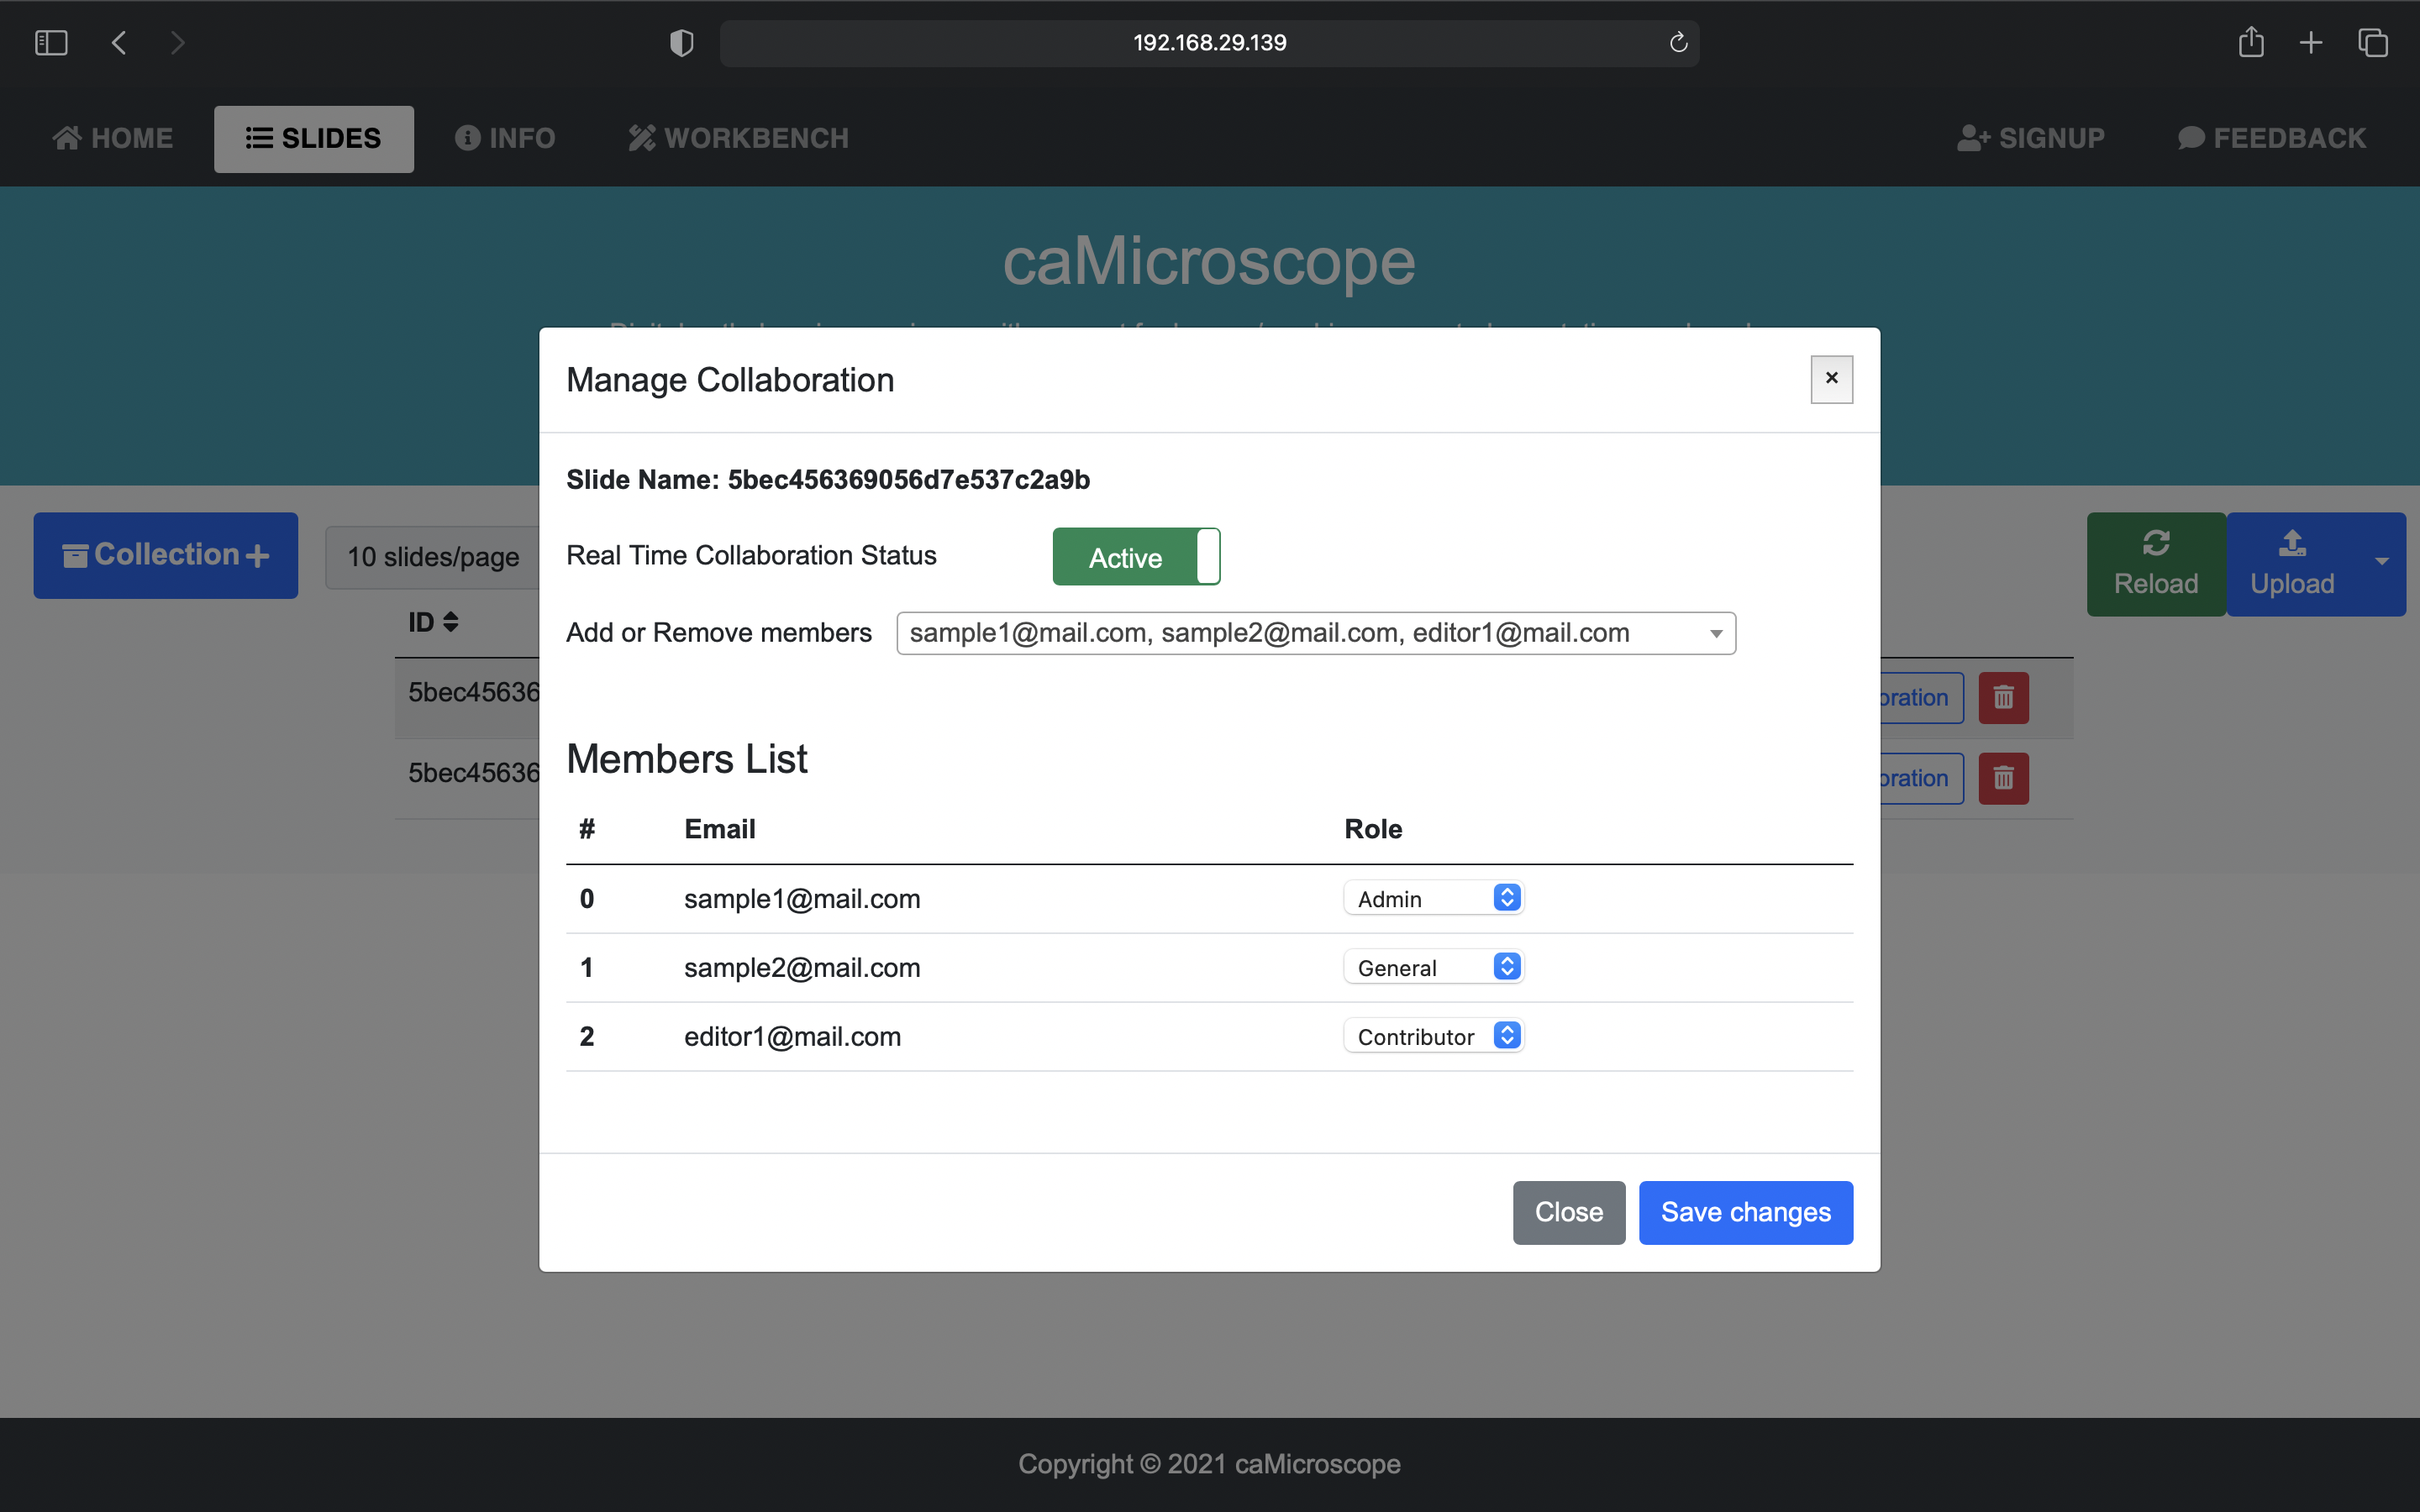 192.168.29.139
HOME
SLIDES
INFO
WORKBENCH
SIGNUP
FEEDBACK
caMicroscope
Manage Collaboration
×
Slide Name: 5bec456369056d7e537c2a9b
Real Time Collaboration Status
Active
Add or Remove members
sample1@mail.com, sample2@mail.com, editor1@mail.com
Members List
# Email Role
0 sample1@mail.com Admin
1 sample2@mail.com General
2 editor1@mail.com Contributor
Close
Save changes
Collection
10 slides/page
Reload
Upload
ID
5bec45636
oration
5bec45636
oration
Copyright © 2021 caMicroscope